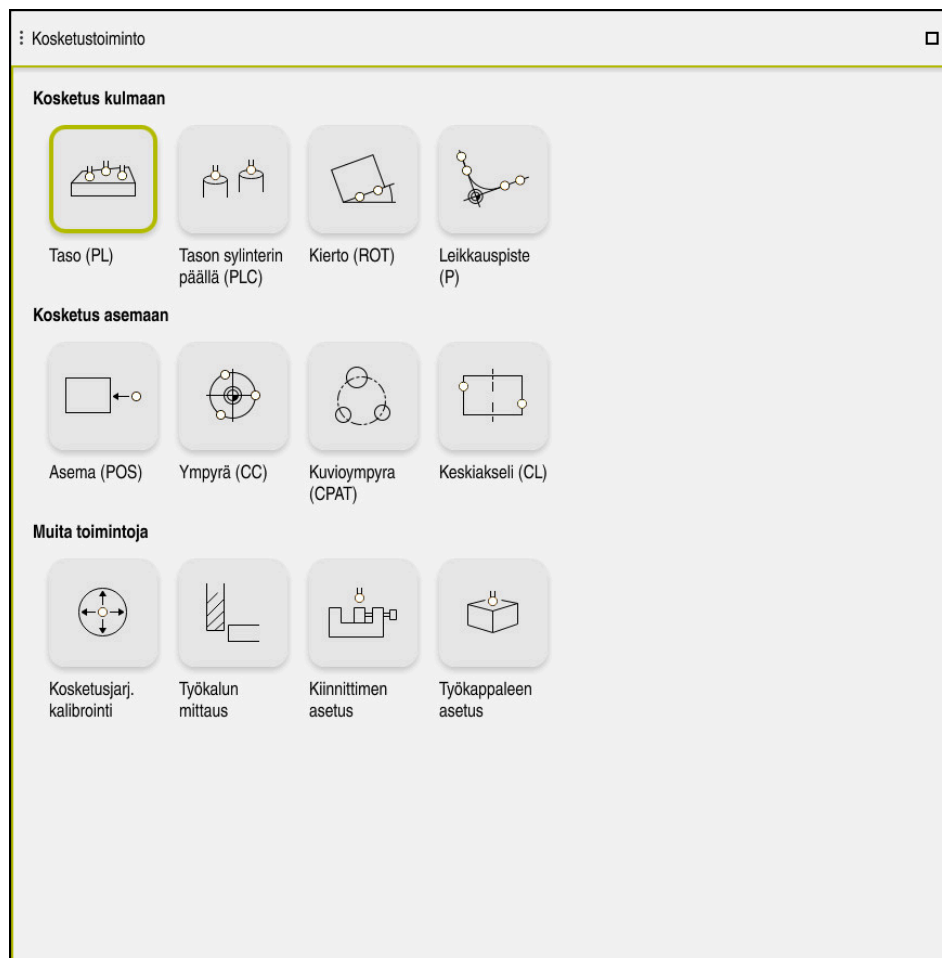 Kosketustoiminto
Kosketus kulmaan
Taso (PL)
Tason sylinterin
päällä (PLC)
Kierto (ROT)
Leikkauspiste
(P)
Kosketus asemaan
Asema (POS)
Ympyrä (CC)
Kuvioympyra
(CPAT)
Keskiakseli (CL)
Muita toimintoja
Kosketusjarj.
kalibrointi
Työkalun
mittaus
Kiinnittimen
asetus
Työkappaleen
asetus